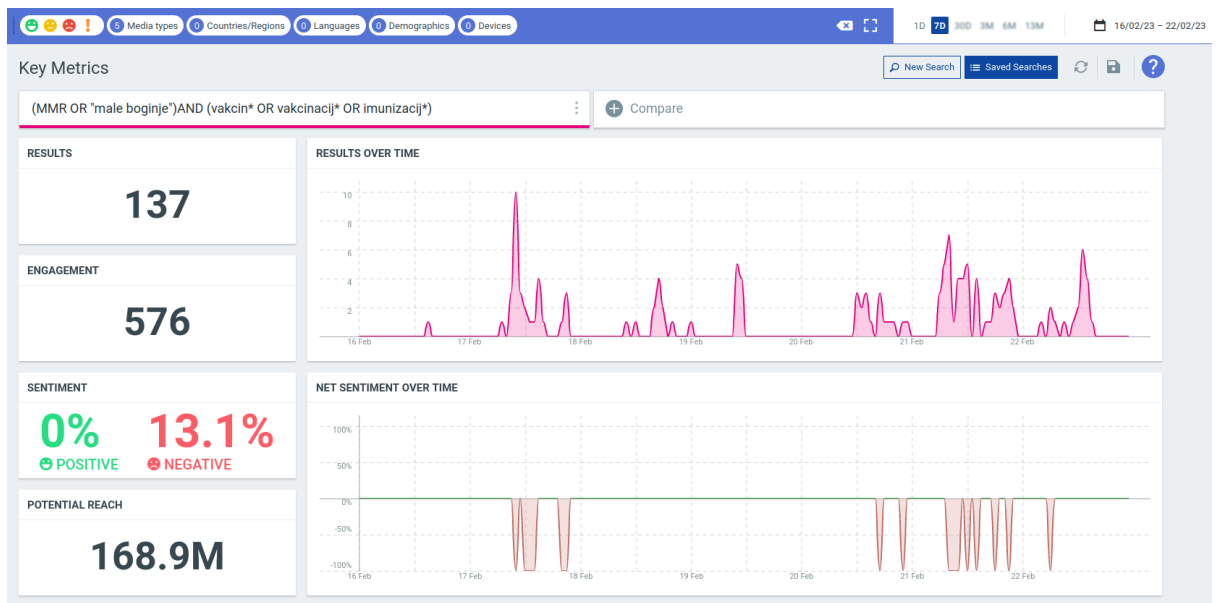 5 Media types 0 Countries/Regions 0 Languages 0 Demographics 0 Devices 1D 7D 30D 3M 6M 13M 16/02/23 – 22/02/23
Key Metrics
New Search Saved Searches ?
(MMR OR "male boginje")AND (vakcin* OR vakcinacij* OR imunizacij*)
Compare
RESULTS
137
RESULTS OVER TIME
10
8
6
4
2
16 Feb 17 Feb 18 Feb 19 Feb 20 Feb 21 Feb 22 Feb
ENGAGEMENT
576
SENTIMENT
0% 13.1%
POSITIVE NEGATIVE
NET SENTIMENT OVER TIME
100%
50%
0%
-50%
-100%
16 Feb 17 Feb 18 Feb 19 Feb 20 Feb 21 Feb 22 Feb
POTENTIAL REACH
168.9M